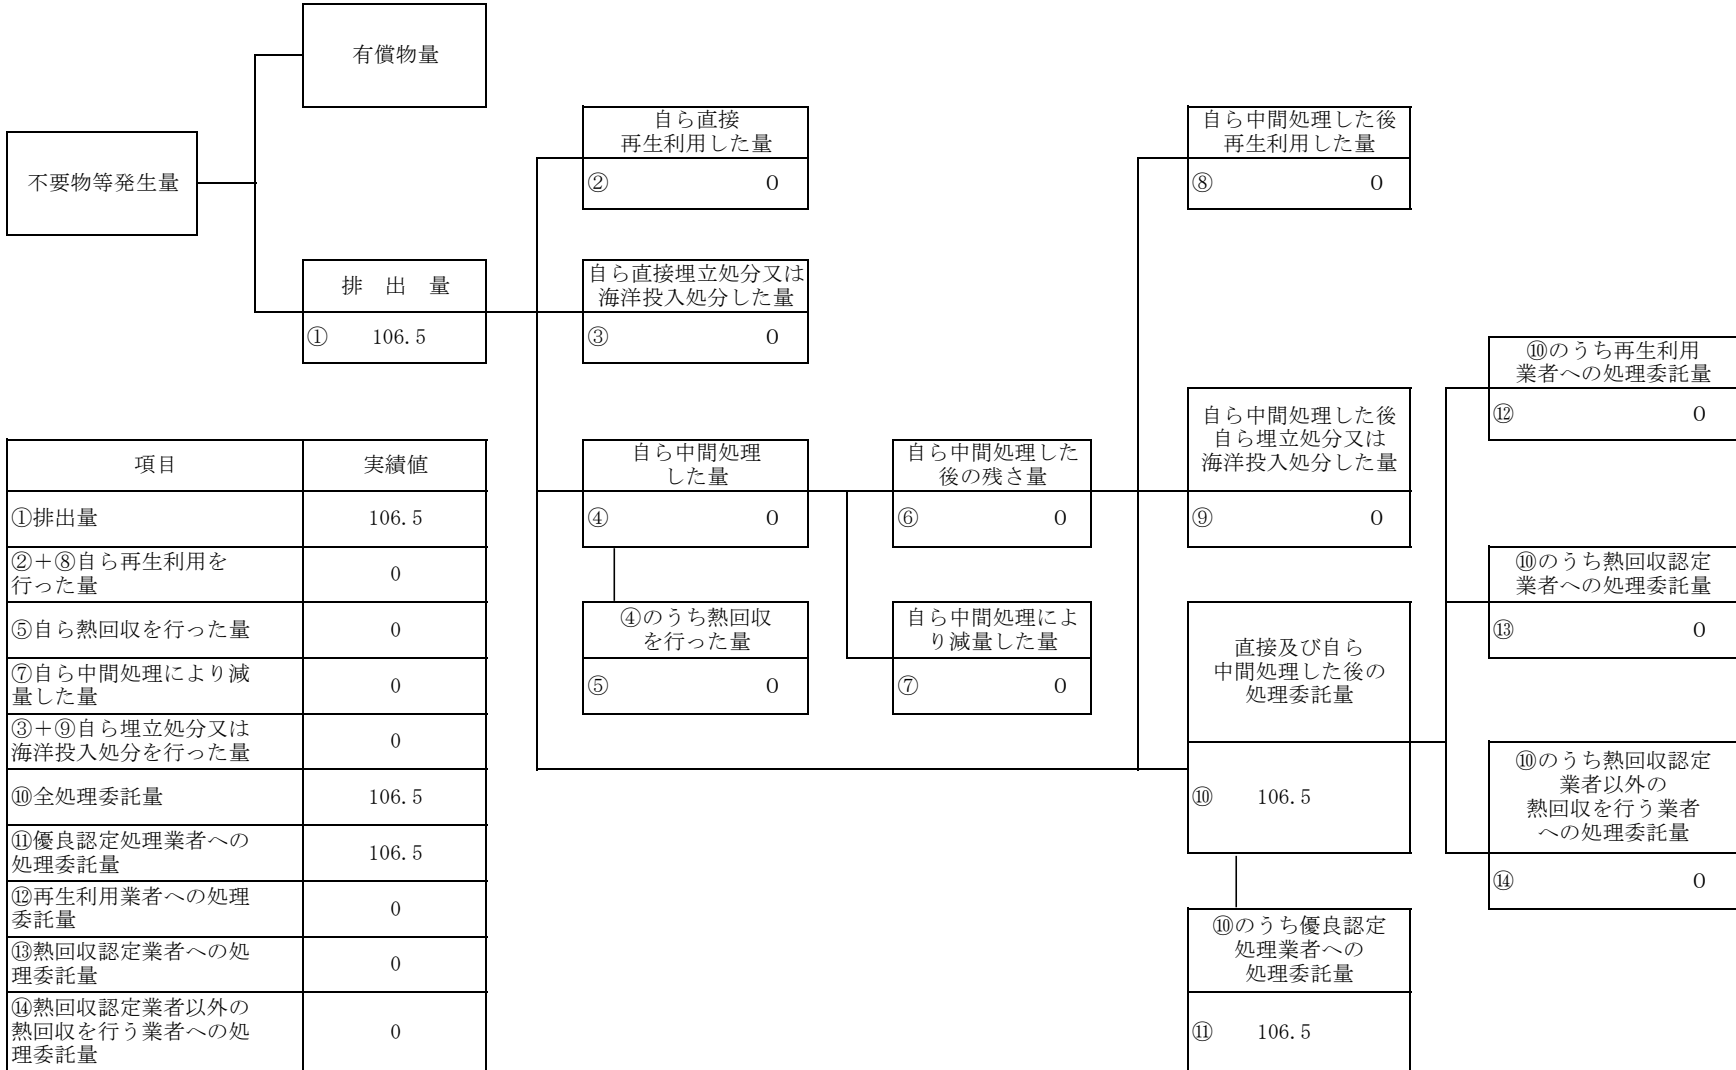 有償物量
不要物等発生量
排　出　量
①　106.5
自ら直接
再生利用した量
②　0
自ら直接埋立処分又は
海洋投入処分した量
③　0
自ら中間処理
した量
④　0
④のうち熱回収
を行った量
⑤　0
自ら中間処理した
後の残さ量
⑥　0
自ら中間処理によ
り減量した量
⑦　0
自ら中間処理した後
再生利用した量
⑧　0
自ら中間処理した後
自ら埋立処分又は
海洋投入処分した量
⑨　0
直接及び自ら
中間処理した後の
処理委託量
⑩　106.5
⑩のうち優良認定
処理業者への
処理委託量
⑪　106.5
⑩のうち再生利用
業者への処理委託量
⑫　0
⑩のうち熱回収認定
業者への処理委託量
⑬　0
⑩のうち熱回収認定
業者以外の
熱回収を行う業者
への処理委託量
⑭　0
項目　実績値
①排出量　106.5
②＋⑧自ら再生利用を
行った量　0
⑤自ら熱回収を行った量　0
⑦自ら中間処理により減
量した量　0
③＋⑨自ら埋立処分又は
海洋投入処分を行った量　0
⑩全処理委託量　106.5
⑪優良認定処理業者への
処理委託量　106.5
⑫再生利用業者への処理
委託量　0
⑬熱回収認定業者への処
理委託量　0
⑭熱回収認定業者以外の
熱回収を行う業者への処
理委託量　0